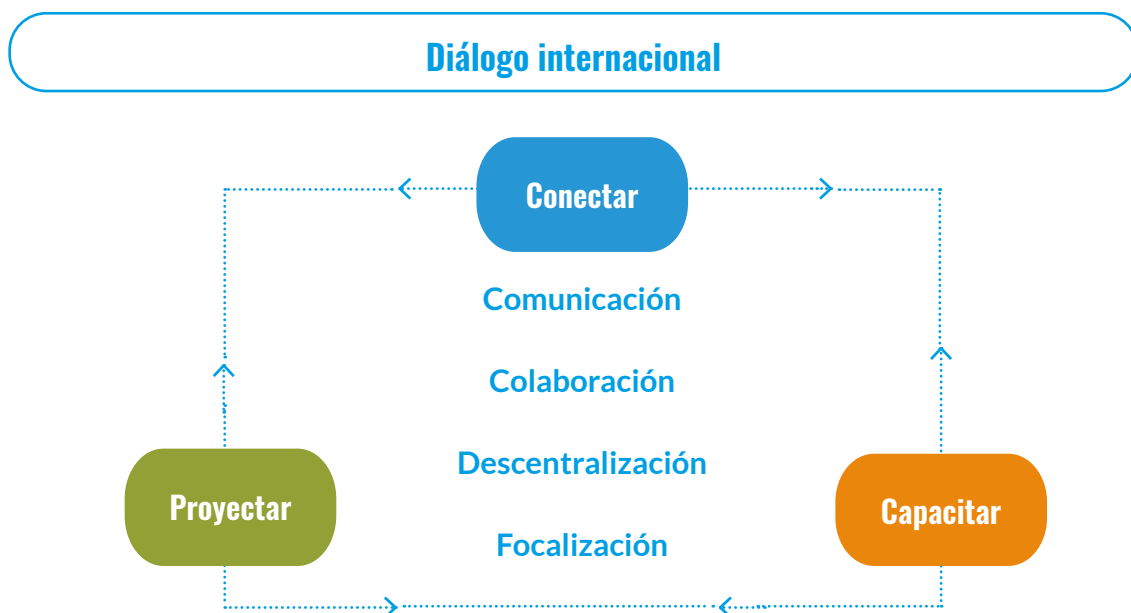 Diálogo internacional
Conectar
Comunicación
Colaboración
Descentralización
Proyectar
Capacitar
Focalización